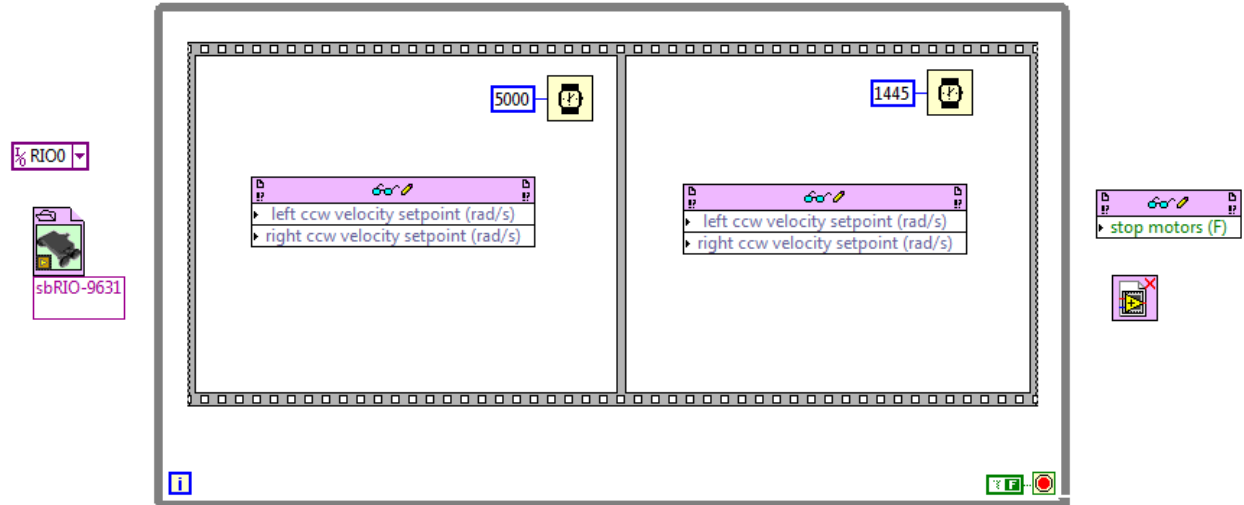 RIO0
sbRIO-9631
5000
left ccw velocity setpoint (rad/s)
right ccw velocity setpoint (rad/s)
1445
left ccw velocity setpoint (rad/s)
right ccw velocity setpoint (rad/s)
stop motors (F)
i
F